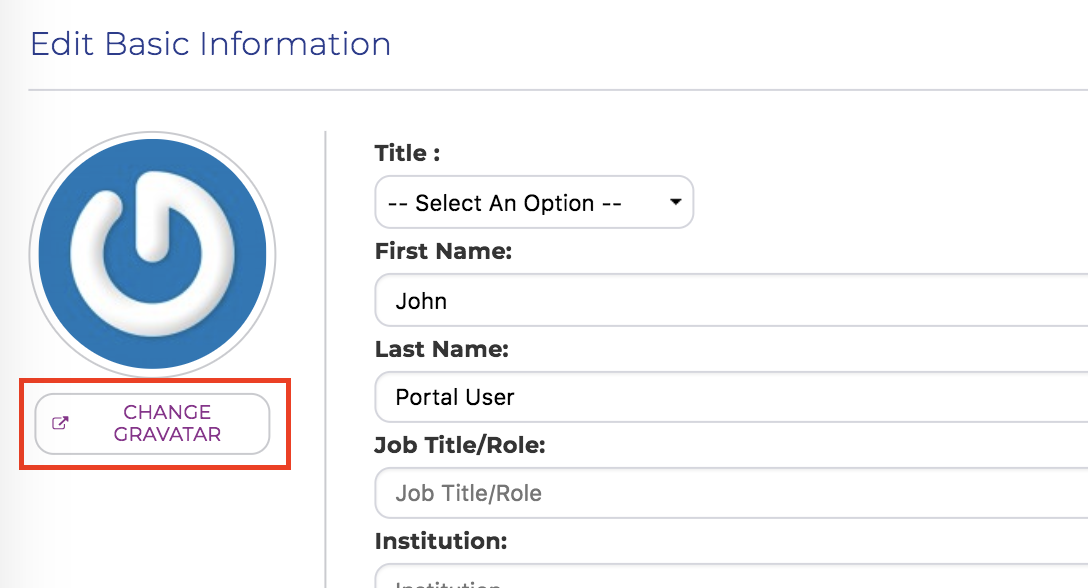 Edit Basic Information
Title :
-- Select An Option --
First Name:
John
Last Name:
Portal User
Job Title/Role:
Job Title/Role
Institution:
Institution
CHANGE
GRAVATAR